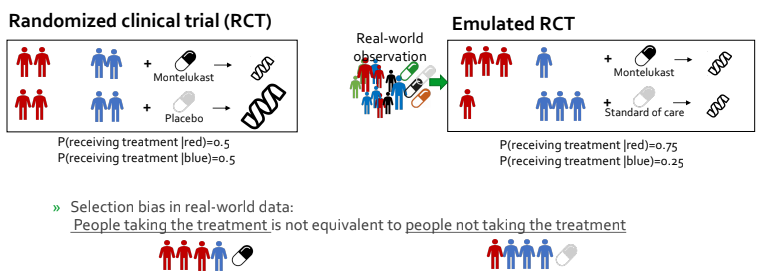 Randomized clinical trial (RCT)
Montelukast
Placebo
P(receiving treatment |red)=0.5
P(receiving treatment |blue)=0.5
Real-world
observation
Emulated RCT
Montelukast
Standard of care
P(receiving treatment |red)=0.75
P(receiving treatment |blue)=0.25
» Selection bias in real-world data:
People taking the treatment is not equivalent to people not taking the treatment